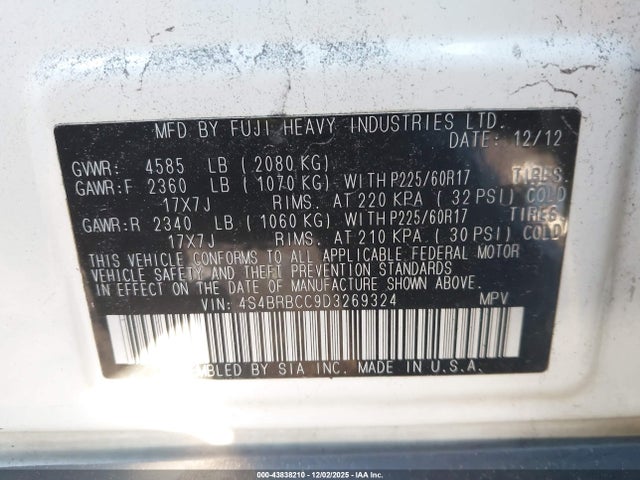 MFD BY FUJI HEAVY INDUSTRIES LTD.
DATE: 12/12
GVWR: 4585 LB (2080 KG)
GAWR:F 2360 LB (1070 KG) WITH P225/60R17 TIRES.
17X7J RIMS. AT 220 KPA (32 PSI) COLD
GAWR:R 2340 LB (1060 KG) WITH P225/60R17 TIRES.
17X7J RIMS. AT 210 KPA (30 PSI) COLD
THIS VEHICLE CONFORMS TO ALL APPLICABLE FEDERAL MOTOR
VEHICLE SAFETY BUMPER, AND THEFT PREVENTION STANDARDS
IN EFFECT ON THE DATE OF MANUFACTURE SHOWN ABOVE.
VIN: 4S4BRBCC9D3269324 MPV
MBLED BY SIA INC. MADE IN U.S.A.
000-43838210 - 12/02/2025 - IAA Inc.